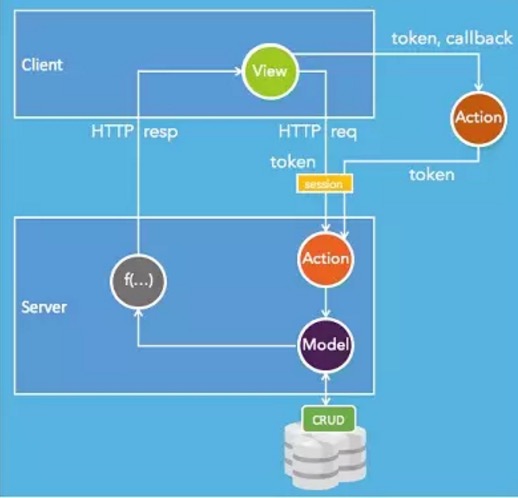 token, callback
Client
View
Action
HTTP resp
HTTP req
token
token
session
Action
f(...)
Server
Model
CRUD